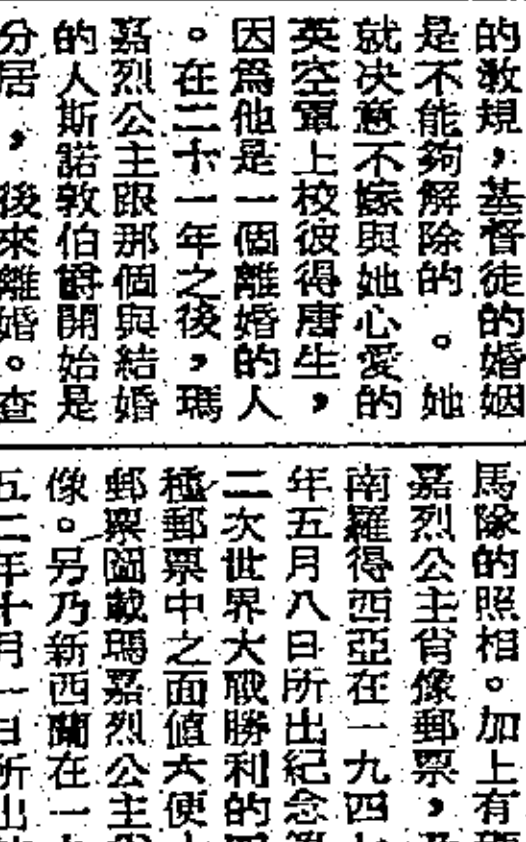 的教規，基督徒的婚姻
是不能夠解除的。她
就決意不嫁與她心愛的
英空軍上校彼得唐生，
因爲他是一個離婚的人
。在二十一年之後，瑪
嘉烈公主跟那個與結婚
的人斯諾敦伯爵開始是
分居，後來離婚。查
馬隊的照相。加上有
嘉烈公主肖像郵票，
南羅得西亞在一九四
年五月八日所出紀念
二次世界大戰勝利的四
種郵票中之面值六便
郵票圖載瑪嘉烈公主
像。另乃新西蘭在一
五二年十月一日所出